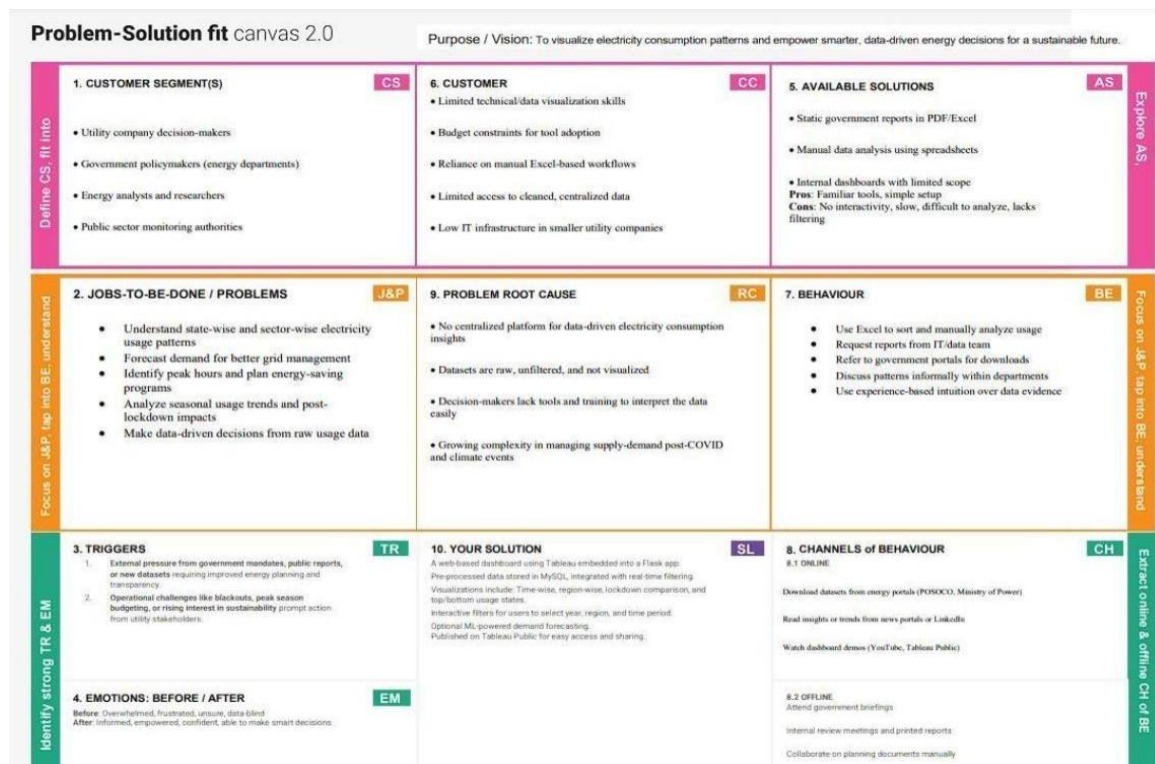 Problem-Solution fit canvas 2.0
Purpose / Vision: To visualize electricity consumption patterns and empower smarter, data-driven energy decisions for a sustainable future.
Define CS, fit into
1. CUSTOMER SEGMENT(S)
CS
• Utility company decision-makers
• Government policymakers (energy departments)
• Energy analysts and researchers
• Public sector monitoring authorities
6. CUSTOMER
CC
• Limited technical/data visualization skills
• Budget constraints for tool adoption
• Reliance on manual Excel-based workflows
• Limited access to cleaned, centralized data
• Low IT infrastructure in smaller utility companies
5. AVAILABLE SOLUTIONS
AS
• Static government reports in PDF/Excel
• Manual data analysis using spreadsheets
• Internal dashboards with limited scope
Pros: Familiar tools, simple setup
Cons: No interactivity, slow, difficult to analyze, lacks
filtering
Explore AS,
Focus on J&P, tap into BE, understand
2. JOBS-TO-BE-DONE / PROBLEMS
J&P
• Understand state-wise and sector-wise electricity
usage patterns
• Forecast demand for better grid management
• Identify peak hours and plan energy-saving
programs
• Analyze seasonal usage trends and post-
lockdown impacts
• Make data-driven decisions from raw usage data
9. PROBLEM ROOT CAUSE
RC
• No centralized platform for data-driven electricity consumption
insights
• Datasets are raw, unfiltered, and not visualized
• Decision-makers lack tools and training to interpret the data
easily
• Growing complexity in managing supply-demand post-COVID
and climate events
7. BEHAVIOUR
BE
• Use Excel to sort and manually analyze usage
• Request reports from IT/data team
• Refer to government portals for downloads
• Discuss patterns informally within departments
• Use experience-based intuition over data evidence
Focus on J&P, tap into BE, understand
Identify strong TR & EM
3. TRIGGERS
TR
1. External pressure from government mandates, public reports,
or new datasets requiring improved energy planning and
transparency.
2. Operational challenges like blackouts, peak season
budgeting, or rising interest in sustainability prompt action
from utility stakeholders.
4. EMOTIONS: BEFORE / AFTER
EM
Before: Overwhelmed, frustrated, unsure, data-blind
After: Informed, empowered, confident, able to make smart decisions
10. YOUR SOLUTION
SL
A web-based dashboard using Tableau embedded into a Flask app.
Pre-processed data stored in MySQL, integrated with real-time filtering.
Visualizations include: Time-wise, region-wise, lockdown comparison, and
top/bottom usage states.
Interactive filters for users to select year, region, and time period.
Optional ML-powered demand forecasting.
Published on Tableau Public for easy access and sharing.
8. CHANNELS of BEHAVIOUR
CH
8.1 ONLINE
Download datasets from energy portals (POSOCO, Ministry of Power)
Read insights or trends from news portals or LinkedIn
Watch dashboard demos (YouTube, Tableau Public)
8.2 OFFLINE
Attend government briefings
Internal review meetings and printed reports
Collaborate on planning documents manually
Extract online & offline CH of BE